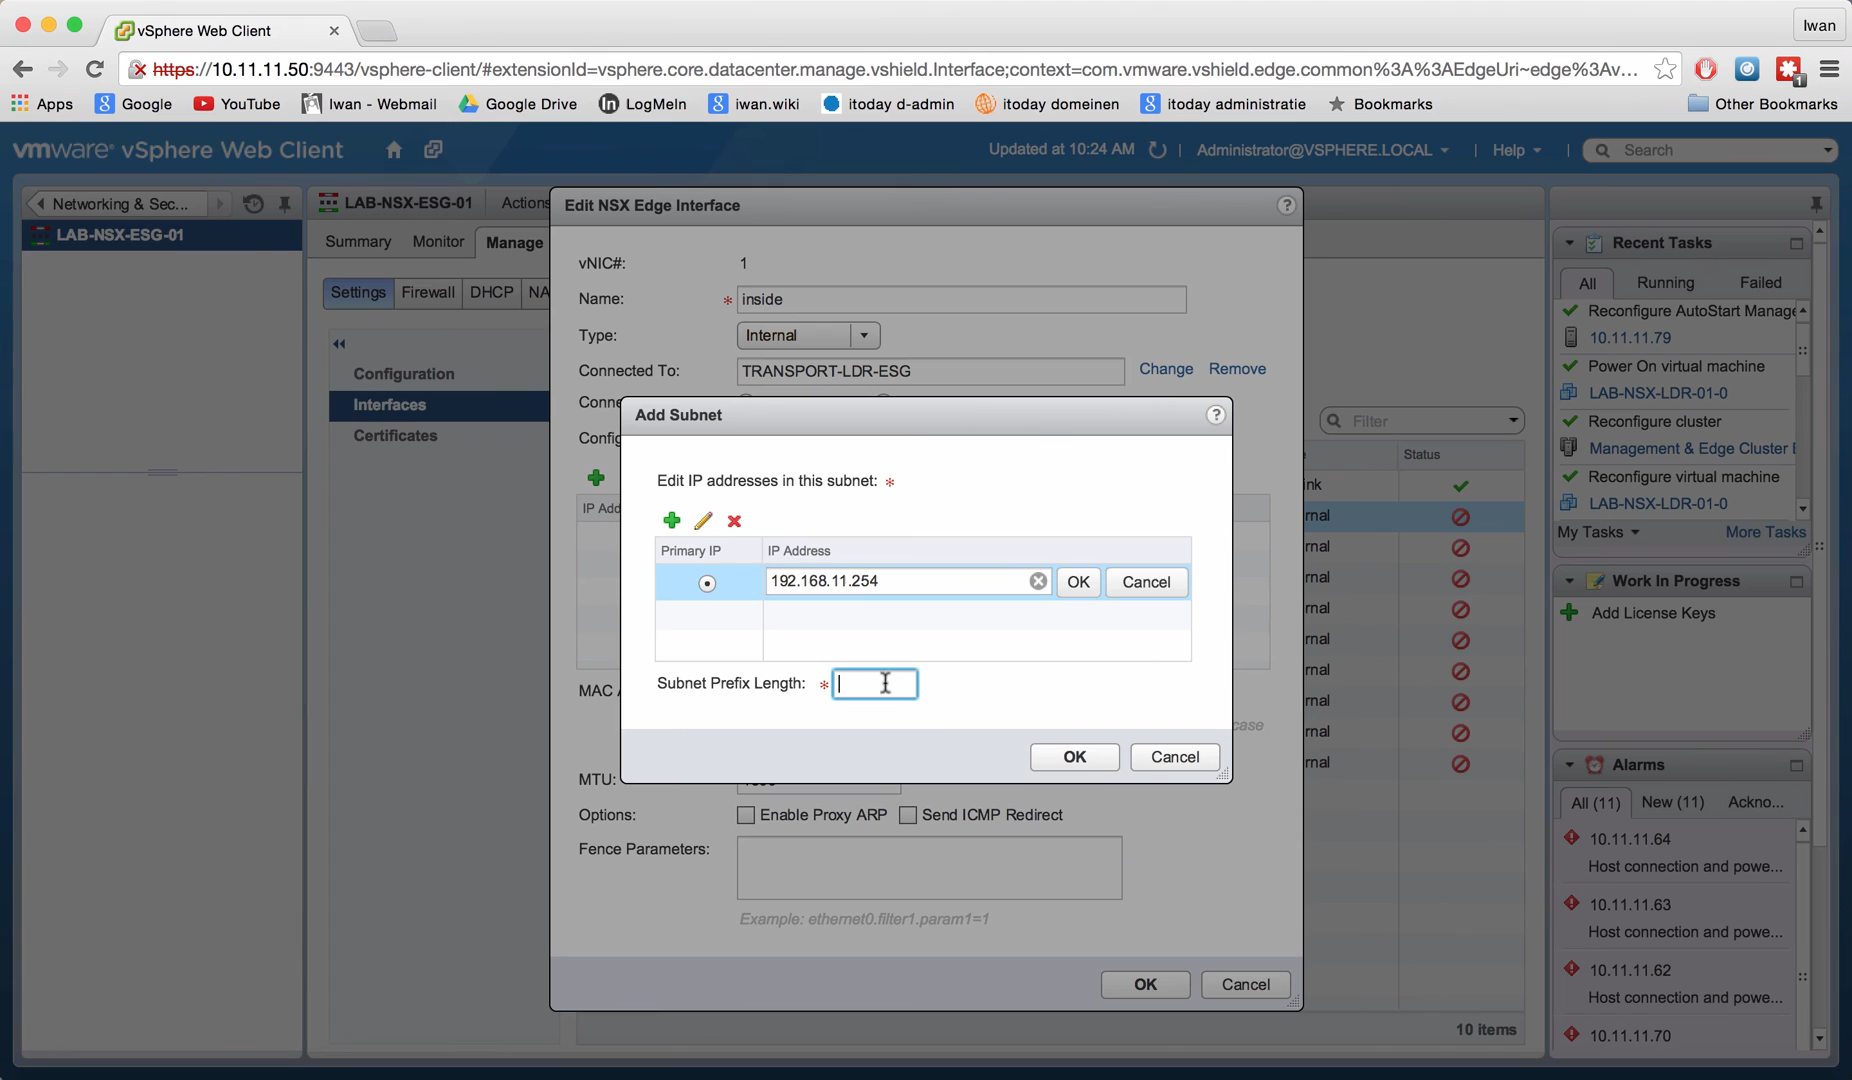 vSphere Web Client
Iwan
https://10.11.11.50:9443/vsphere-client/#extensionId=vsphere.core.datacenter.manage.vshield.Interface;context=com.vmware.vshield.edge.common%3A%3AEdgeUri~edge%3Av...
Apps Google YouTube Iwan - Webmail Google Drive LogMeIn iwan.wiki itoday d-admin itoday domeinen itoday administratie Bookmarks Other Bookmarks
vmware vSphere Web Client Updated at 10:24 AM | Administrator@VSPHERE.LOCAL | Help | Search
Networking & Sec...
LAB-NSX-ESG-01
LAB-NSX-ESG-01 Actions
Summary Monitor Manage
Settings Firewall DHCP NA
Configuration
Interfaces
Certificates
Edit NSX Edge Interface
vNIC#: 1
Name: * inside
Type: Internal
Connected To: TRANSPORT-LDR-ESG Change Remove
Conne
Config
IP Add
MAC A
case
MTU:
Options: Enable Proxy ARP Send ICMP Redirect
Fence Parameters:
Example: ethernet0.filter1.param1=1
OK Cancel
Add Subnet
Edit IP addresses in this subnet: *
Primary IP IP Address
192.168.11.254 OK Cancel
Subnet Prefix Length: *
OK Cancel
Filter
e Status
ink
rnal
rnal
rnal
rnal
rnal
rnal
rnal
rnal
rnal
10 items
Recent Tasks
All Running Failed
Reconfigure AutoStart Manage
10.11.11.79
Power On virtual machine
LAB-NSX-LDR-01-0
Reconfigure cluster
Management & Edge Cluster E
Reconfigure virtual machine
LAB-NSX-LDR-01-0
My Tasks More Tasks
Work In Progress
Add License Keys
Alarms
All (11) New (11) Ackno...
10.11.11.64
Host connection and powe...
10.11.11.63
Host connection and powe...
10.11.11.62
Host connection and powe...
10.11.11.70